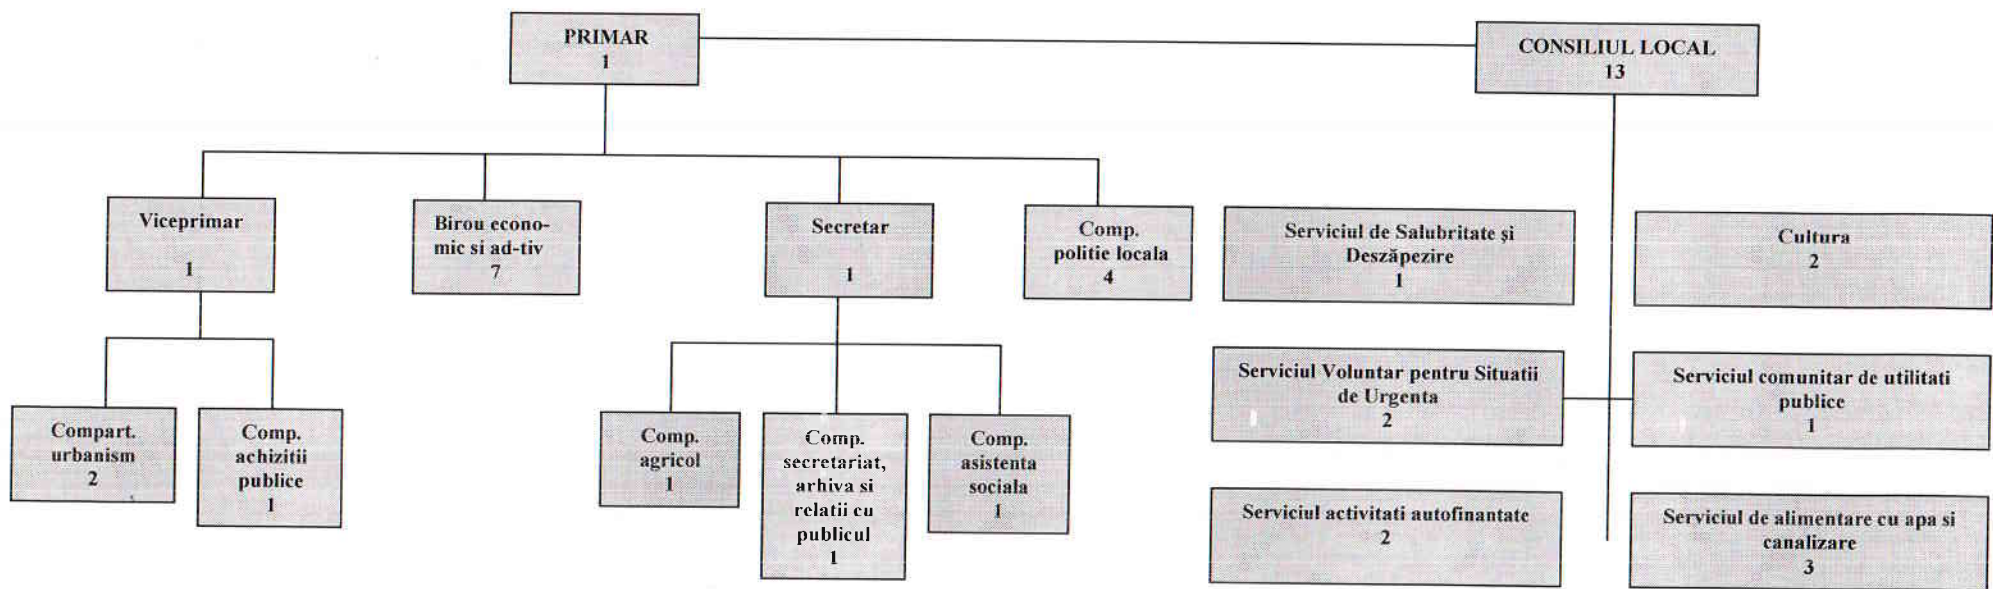 PRIMAR
1
CONSILIUL LOCAL
13
Viceprimar
1
Birou econo-
mic si ad-tiv
7
Secretar
1
Comp.
politie locala
4
Serviciul de Salubritate și
Deszăpezire
1
Cultura
2
Compart.
urbanism
2
Comp.
achizitii
publice
1
Comp.
agricol
1
Comp.
secretariat,
arhiva si
relatii cu
publicul
1
Comp.
asistenta
sociala
1
Serviciul Voluntar pentru Situatii
de Urgenta
2
Serviciul comunitar de utilitati
publice
1
Serviciul activitati autofinantate
2
Serviciul de alimentare cu apa si
canalizare
3